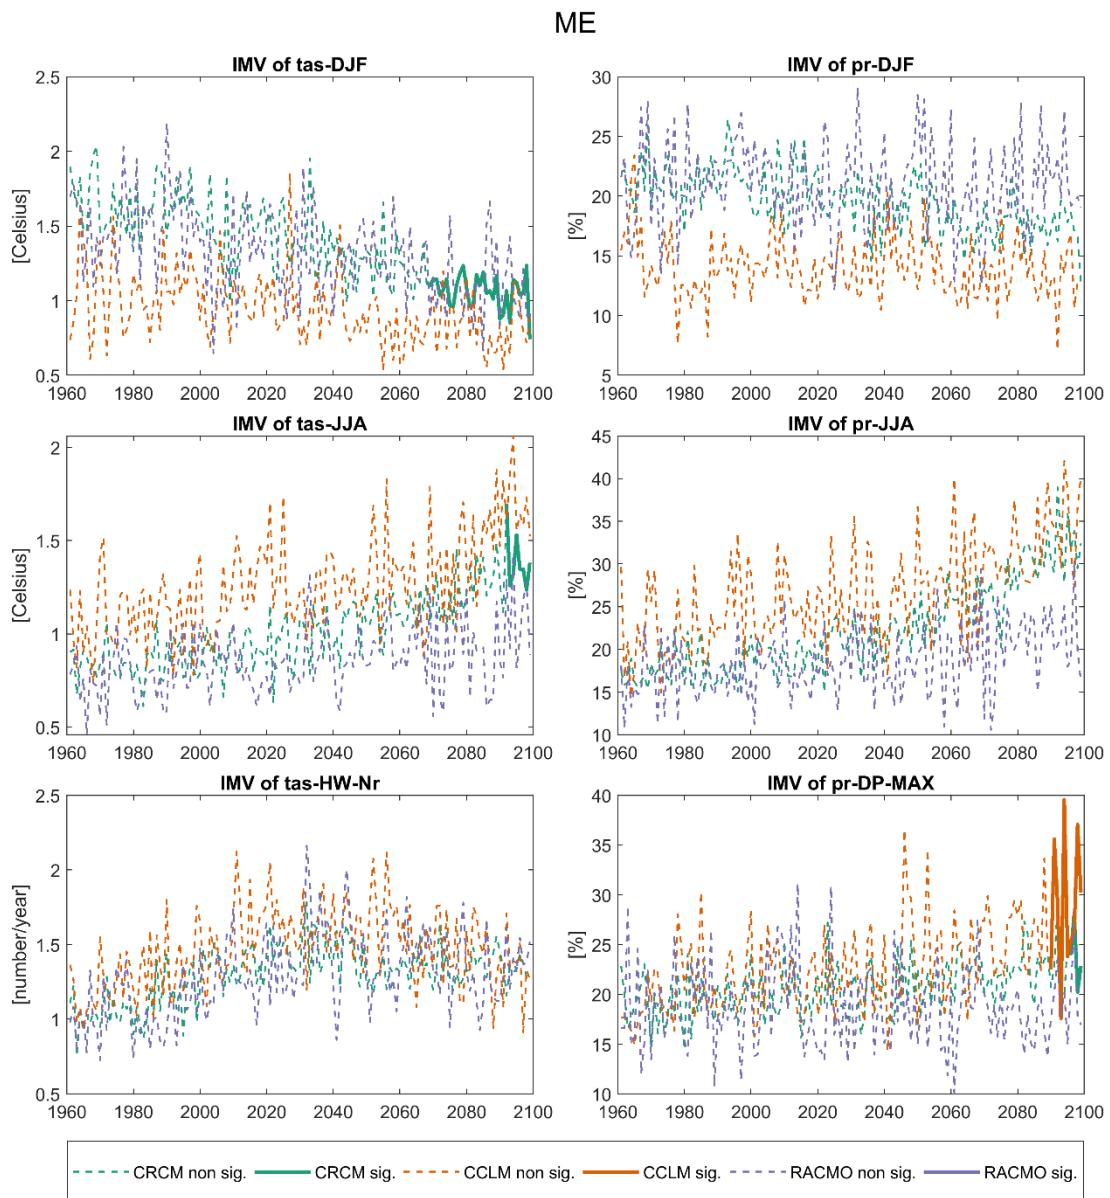 ME
IMV of tas-DJF
[Celsius]
2.5
2
1.5
1
0.5
1960 1980 2000 2020 2040 2060 2080 2100
IMV of pr-DJF
[%]
30
25
20
15
10
5
1960 1980 2000 2020 2040 2060 2080 2100
IMV of tas-JJA
[Celsius]
2
1.5
1
0.5
1960 1980 2000 2020 2040 2060 2080 2100
IMV of pr-JJA
[%]
45
40
35
30
25
20
15
10
1960 1980 2000 2020 2040 2060 2080 2100
IMV of tas-HW-Nr
[number/year]
2.5
2
1.5
1
0.5
1960 1980 2000 2020 2040 2060 2080 2100
IMV of pr-DP-MAX
[%]
40
35
30
25
20
15
10
1960 1980 2000 2020 2040 2060 2080 2100
CRCM non sig. CRCM sig. CCLM non sig. CCLM sig. RACMO non sig. RACMO sig.